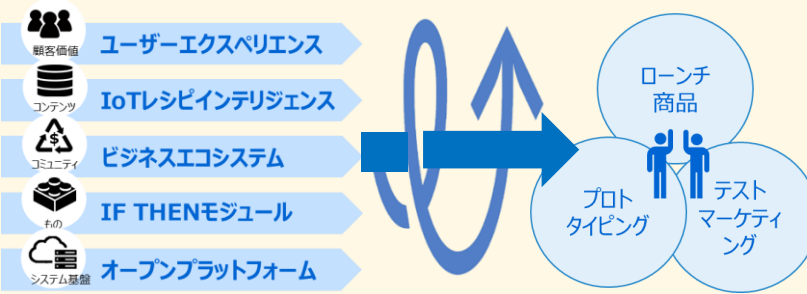 顧客価値
ユーザーエクスペリエンス
コンテンツ
IoTレシピインテリジェンス
コミュニティ
ビジネスエコシステム
もの
IF THENモジュール
システム基盤
オープンプラットフォーム
ローンチ
商品
プロト
タイピング
テスト
マーケティ
ング